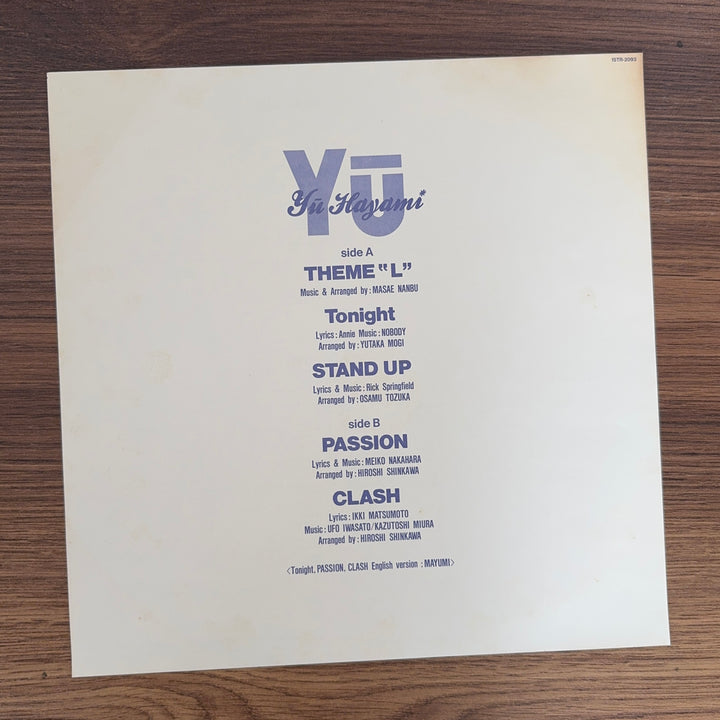 15TR-2093
YŪ
Yū Hayami
side A
THEME "L"
Music & Arranged by : MASAE NANBU
Tonight
Lyrics : Annie Music : NOBODY
Arranged by : YUTAKA MOGI
STAND UP
Lyrics & Music : Rick Springfield
Arranged by : OSAMU TOZUKA
side B
PASSION
Lyrics & Music : MEIKO NAKAHARA
Arranged by : HIROSHI SHINKAWA
CLASH
Lyrics : IKKI MATSUMOTO
Music : UFO IWASATO/KAZUTOSHI MIURA
Arranged by : HIROSHI SHINKAWA
〈Tonight, PASSION, CLASH English version : MAYUMI〉